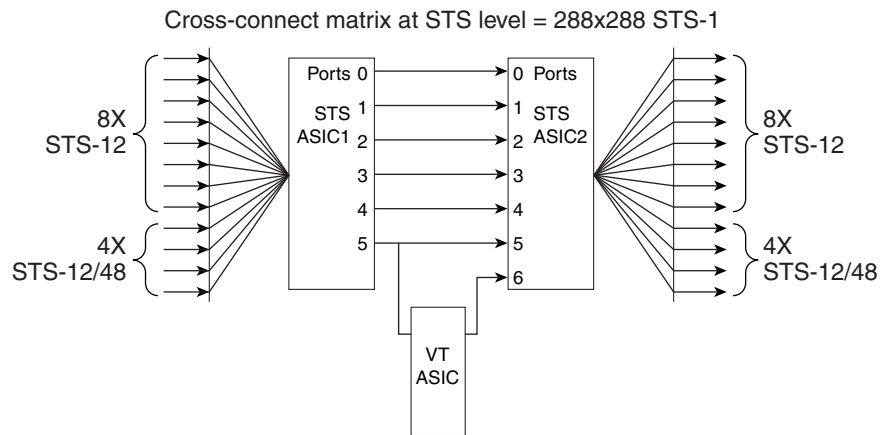 Cross-connect matrix at STS level = 288x288 STS-1
8X
STS-12
4X
STS-12/48
Ports 0
STS
ASIC1
1
2
3
4
5
0 Ports
1
STS
ASIC2
2
3
4
5
6
VT
ASIC
8X
STS-12
4X
STS-12/48